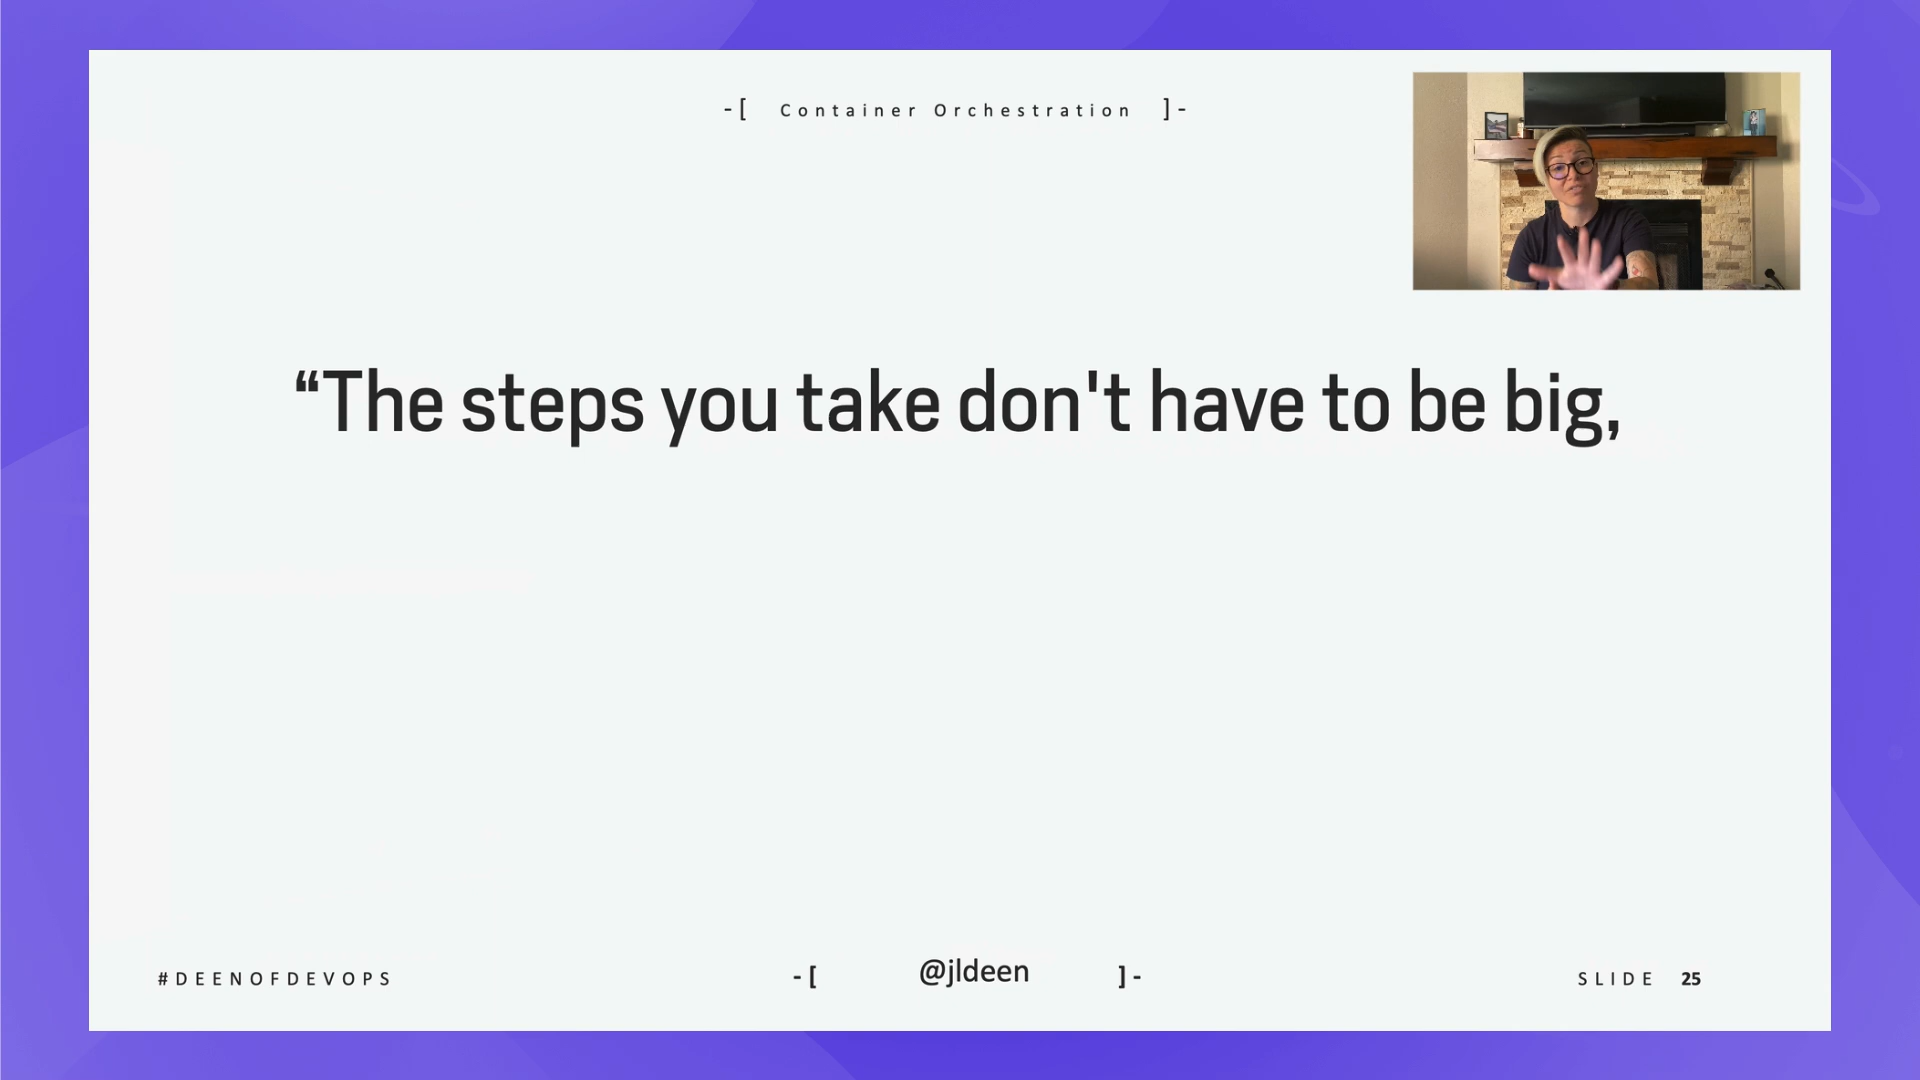 -[ Container Orchestration ]-
“The steps you take don't have to be big,
#DEENOFDEVOPS
-[ @jldeen ]-
SLIDE 25